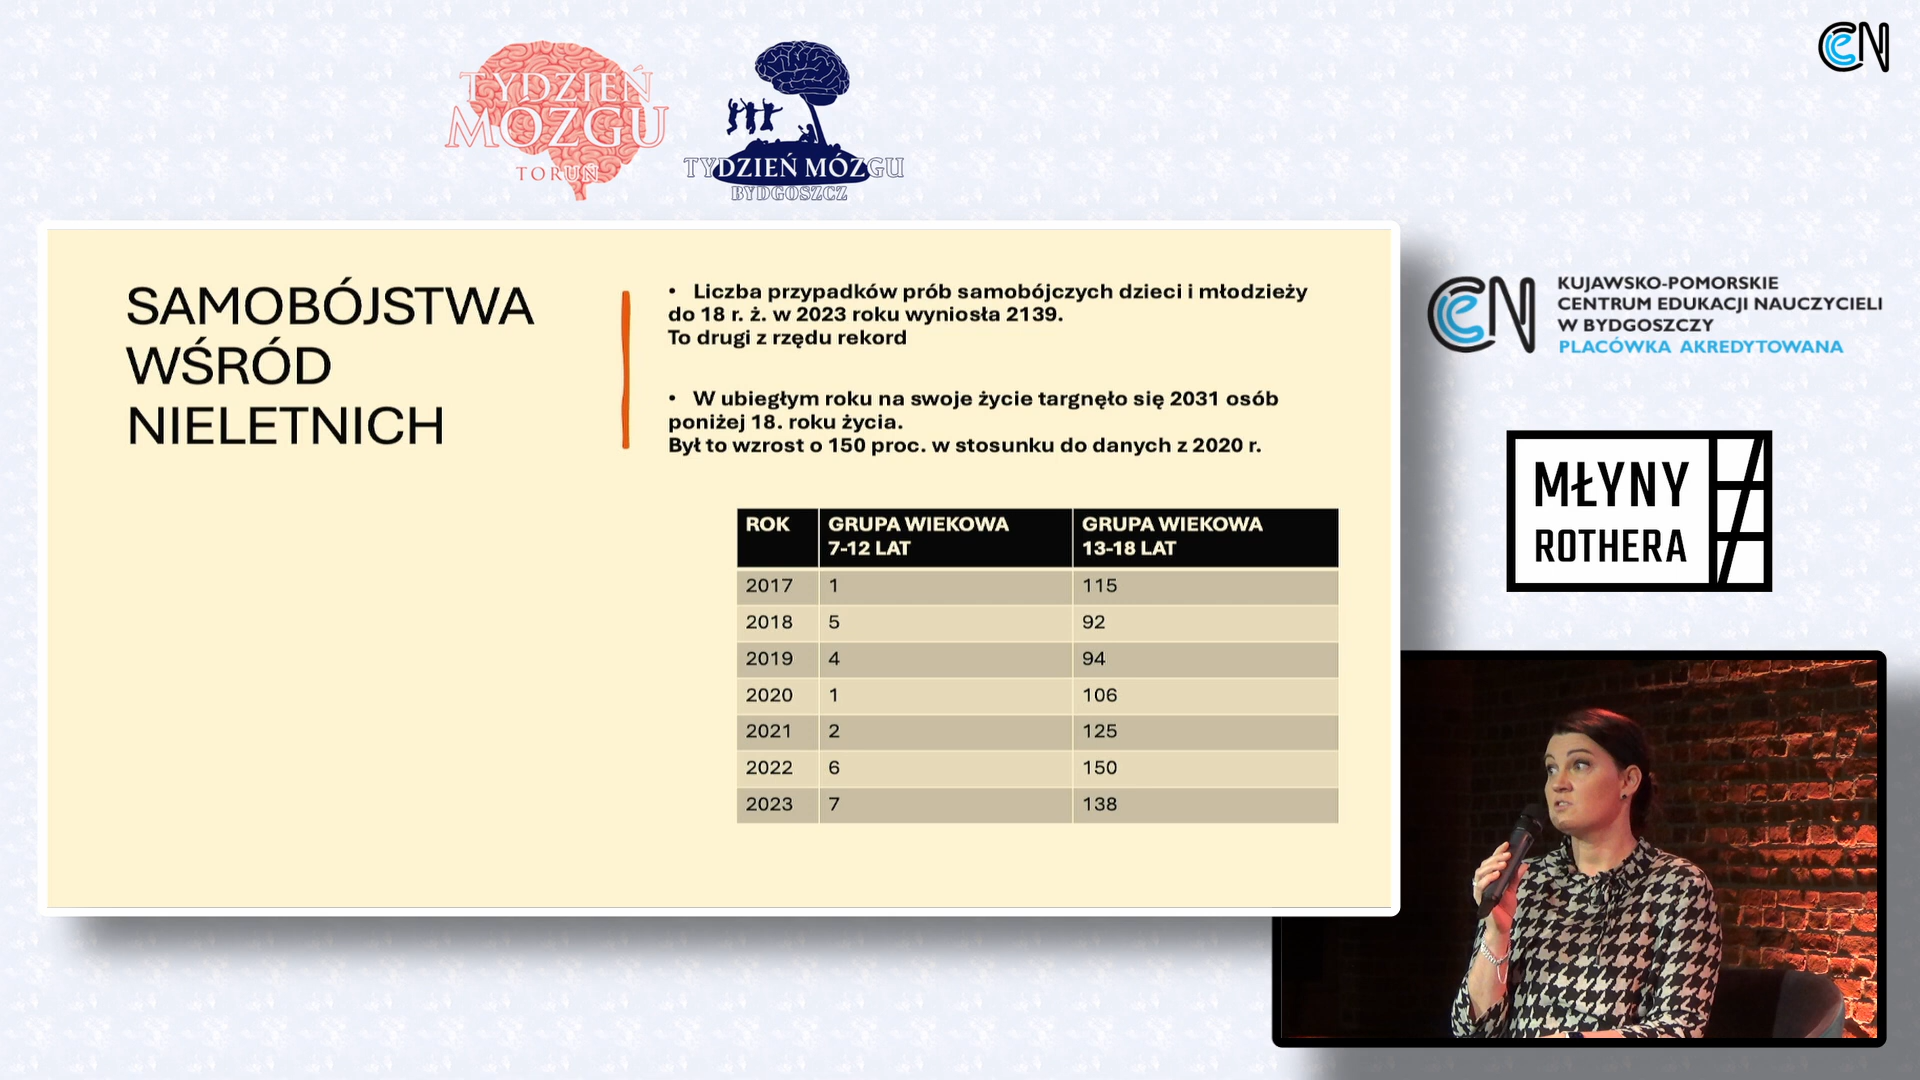 CEN
TYDZIEŃ
MÓZGU
TORUŃ
TYDZIEŃ MÓZGU
BYDGOSZCZ
SAMOBÓJSTWA
WŚRÓD
NIELETNICH
• Liczba przypadków prób samobójczych dzieci i młodzieży
do 18 r. ż. w 2023 roku wyniosła 2139.
To drugi z rzędu rekord
• W ubiegłym roku na swoje życie targnęło się 2031 osób
poniżej 18. roku życia.
Był to wzrost o 150 proc. w stosunku do danych z 2020 r.
ROK GRUPA WIEKOWA 7-12 LAT GRUPA WIEKOWA 13-18 LAT
2017 1 115
2018 5 92
2019 4 94
2020 1 106
2021 2 125
2022 6 150
2023 7 138
CEN
KUJAWSKO-POMORSKIE
CENTRUM EDUKACJI NAUCZYCIELI
W BYDGOSZCZY
PLACÓWKA AKREDYTOWANA
MŁYNY
ROTHERA